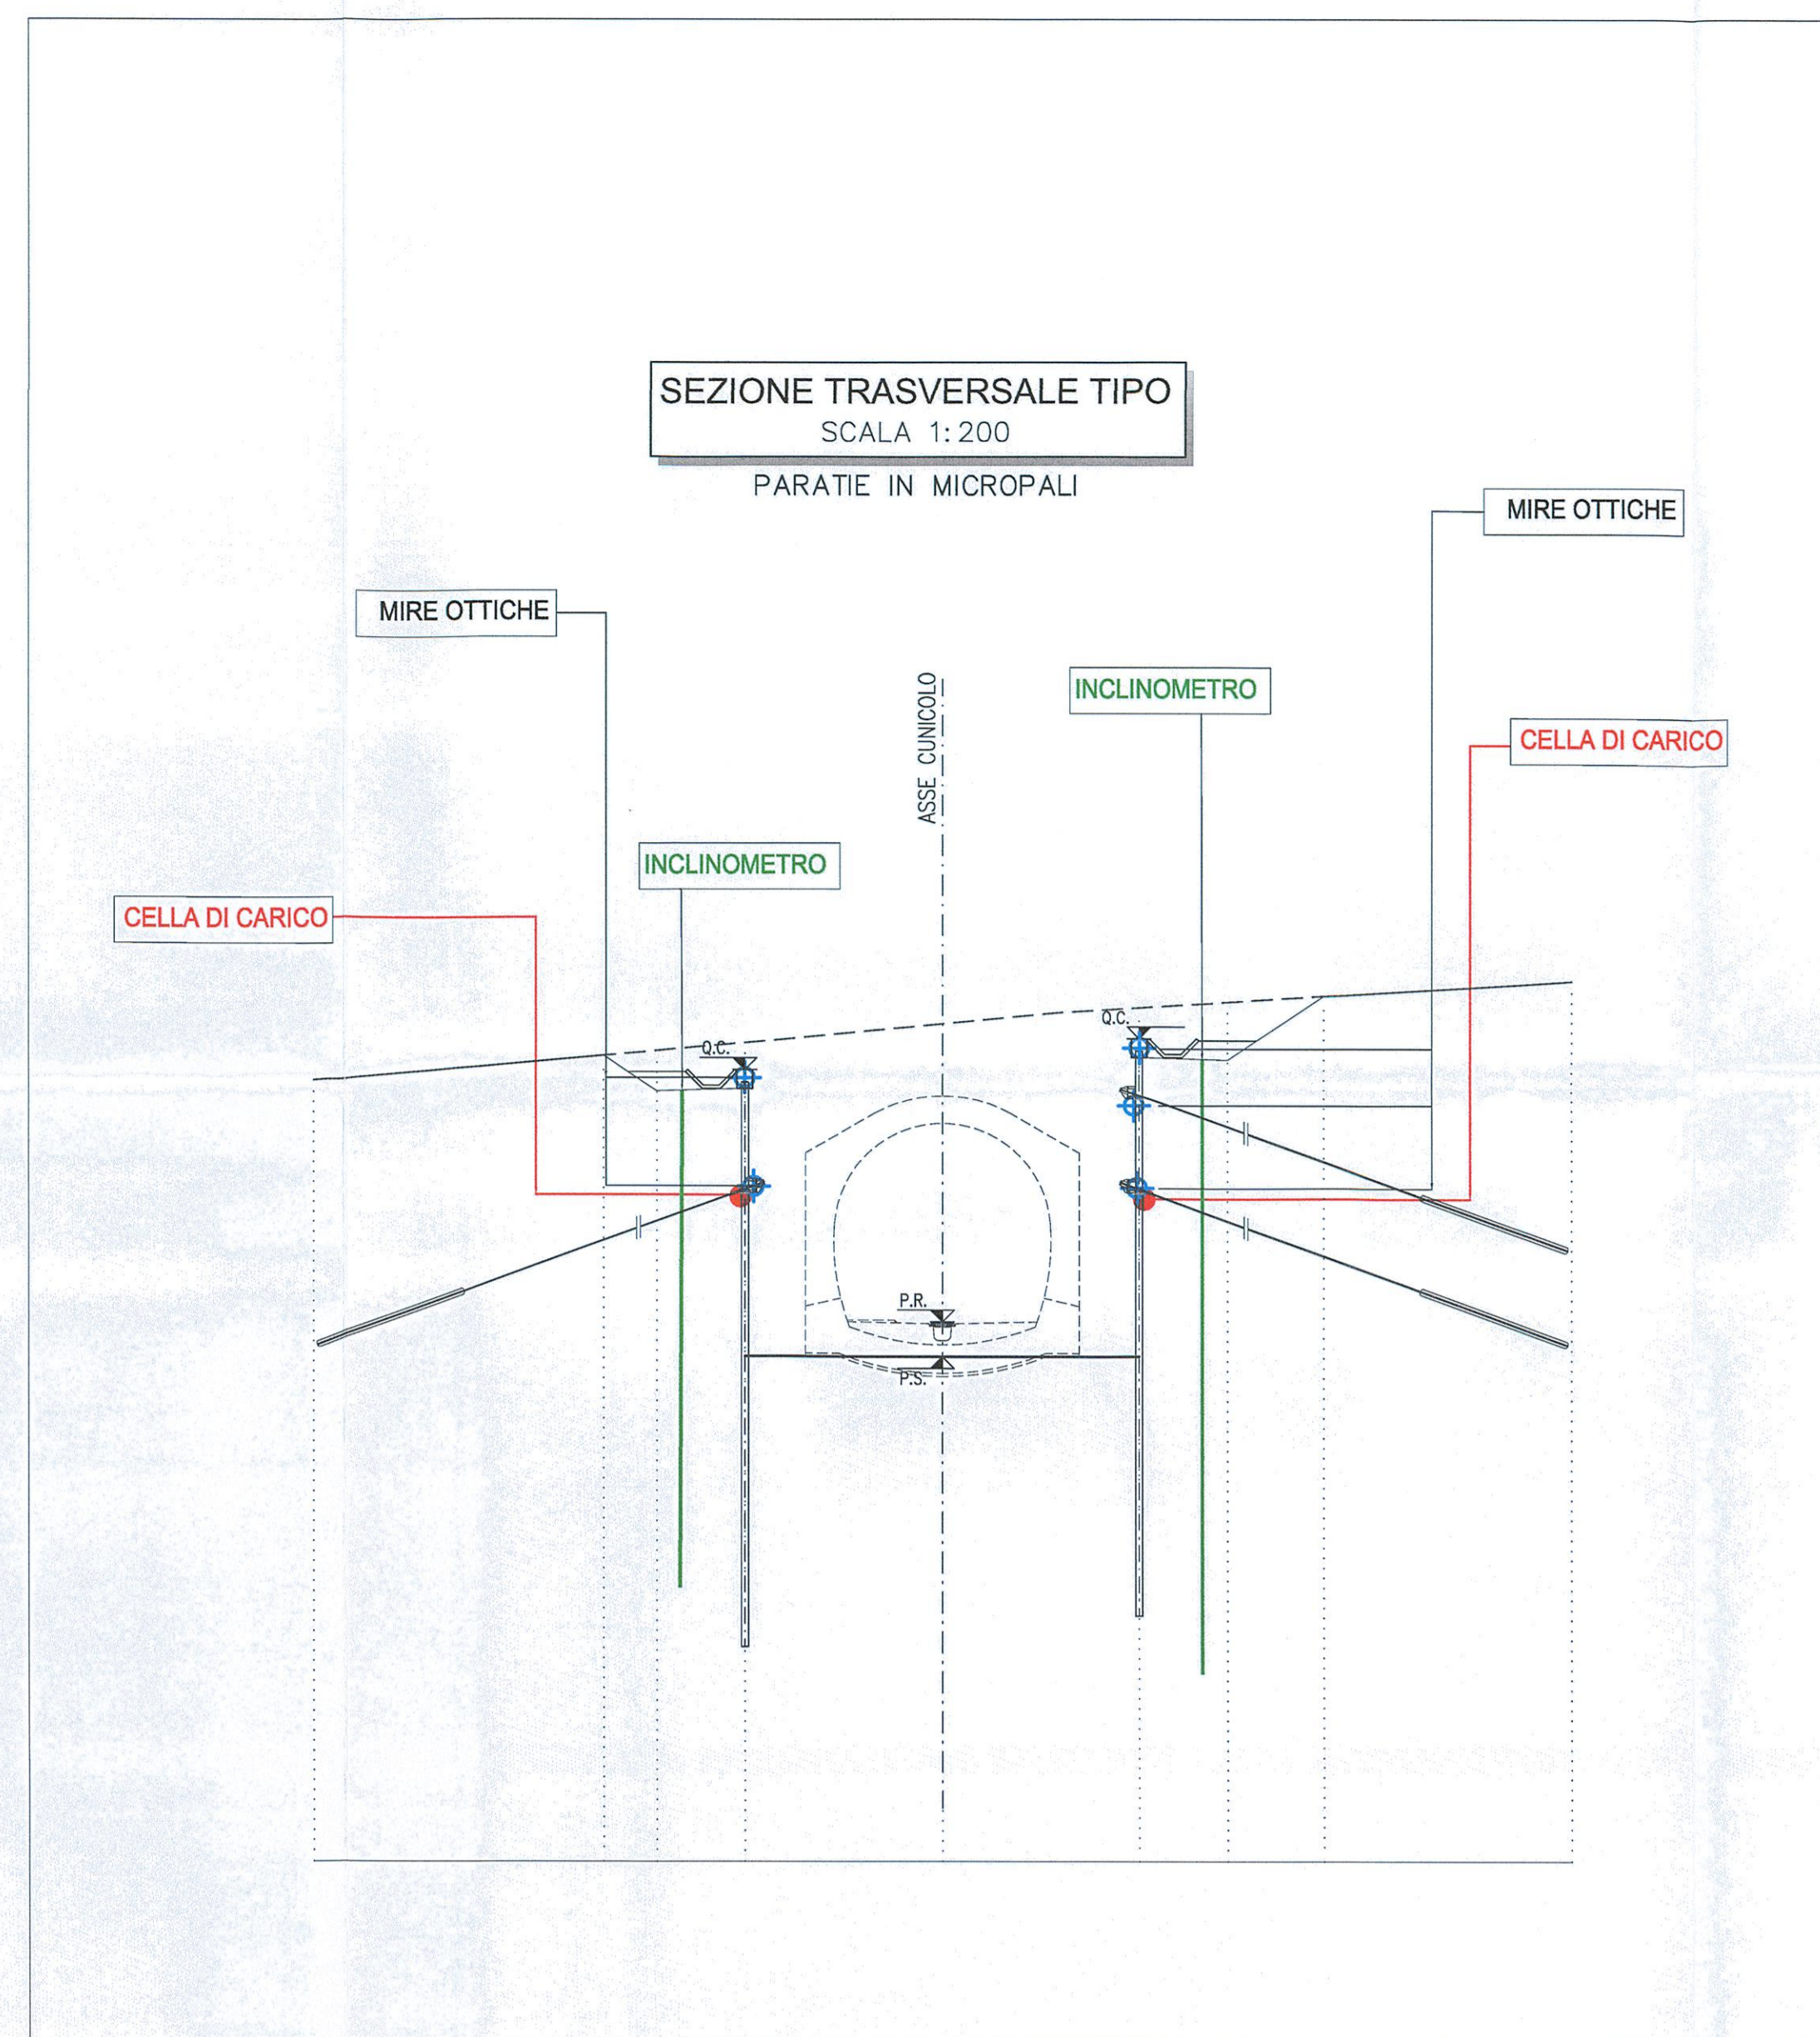 SEZIONE TRASVERSALE TIPO
SCALA 1:200
PARATIE IN MICROPALI
MIRE OTTICHE
MIRE OTTICHE
INCLINOMETRO
CELLA DI CARICO
ASSE CUNICOLO
INCLINOMETRO
CELLA DI CARICO
Q.C.
Q.C.
P.R.
P.S.